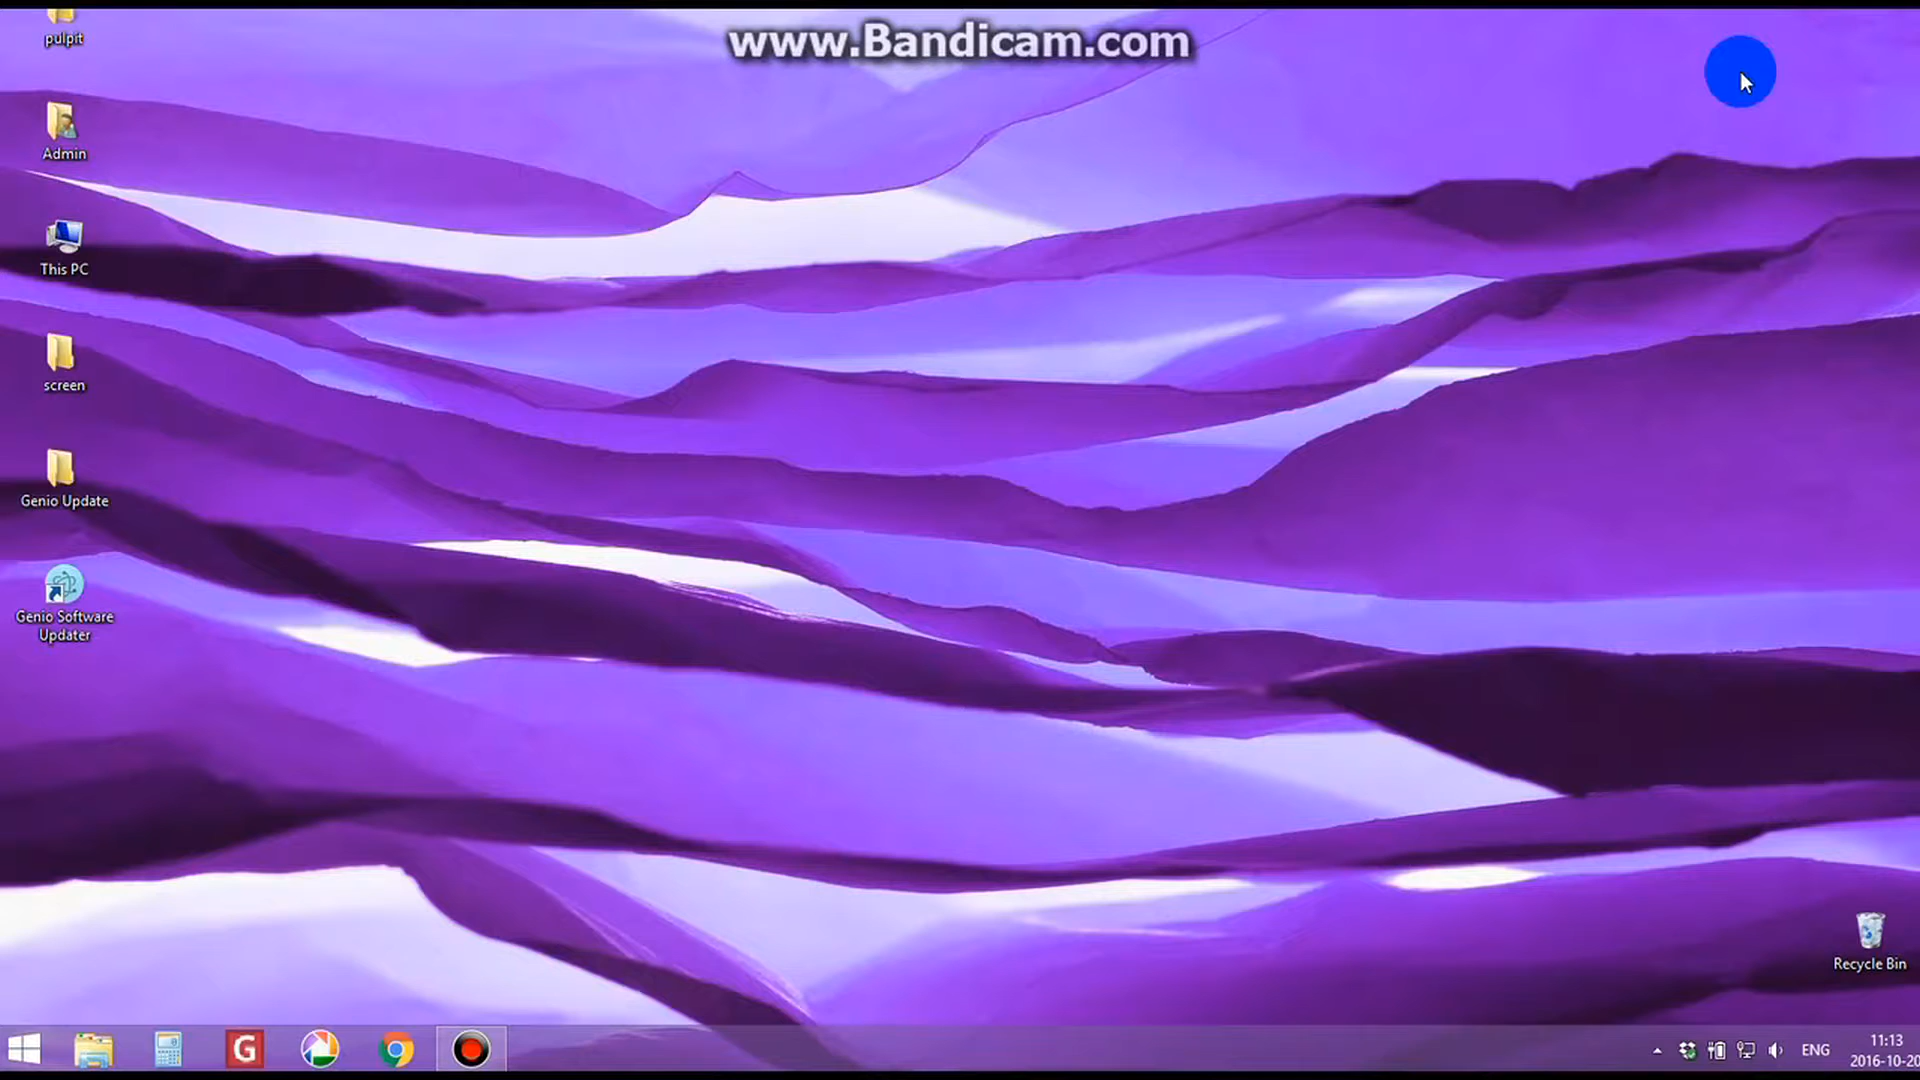 www.Bandicam.com
pulpit
Admin
This PC
screen
Genio Update
Genio Software
Updater
Recycle Bin
G
ENG
11:13
2016-10-20